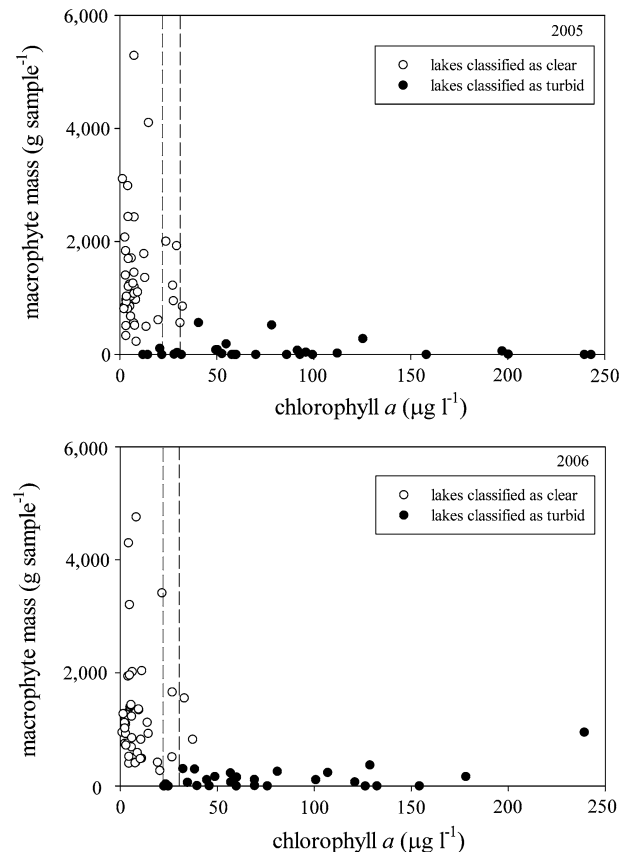 2005
lakes classified as clear
lakes classified as turbid
6,000
4,000
2,000
0
macrophyte mass (g sample⁻¹)
0 50 100 150 200 250
chlorophyll a (μg l⁻¹)
2006
lakes classified as clear
lakes classified as turbid
6,000
4,000
2,000
0
macrophyte mass (g sample⁻¹)
0 50 100 150 200 250
chlorophyll a (μg l⁻¹)